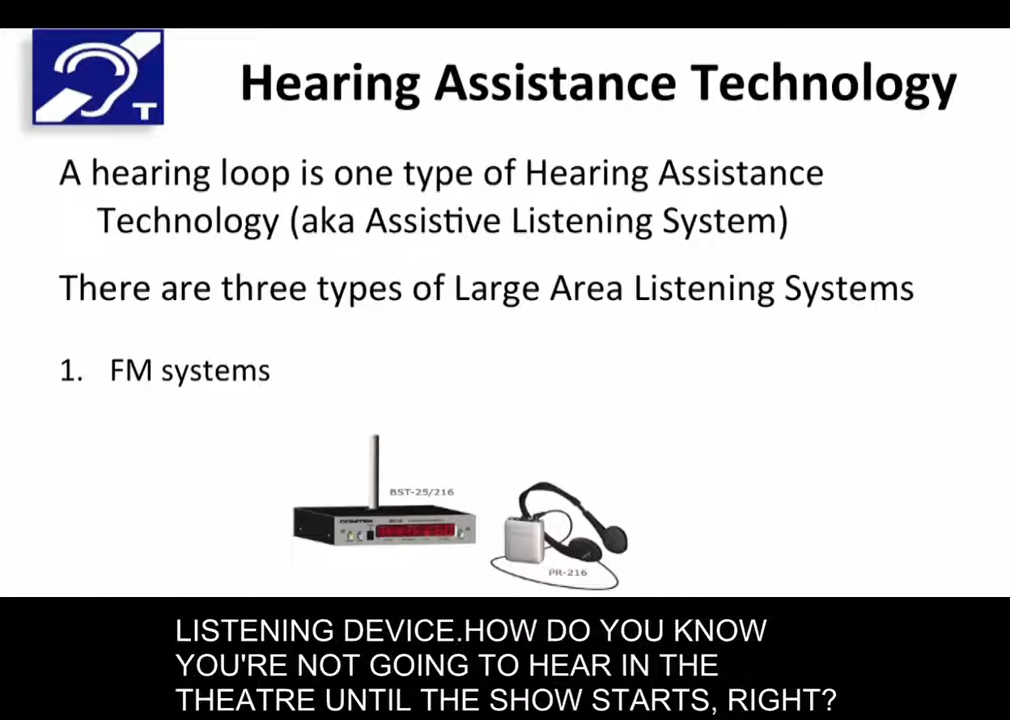 T
Hearing Assistance Technology
A hearing loop is one type of Hearing Assistance
Technology (aka Assistive Listening System)
There are three types of Large Area Listening Systems
1. FM systems
BST-25/216
PR-216
LISTENING DEVICE.HOW DO YOU KNOW
YOU'RE NOT GOING TO HEAR IN THE
THEATRE UNTIL THE SHOW STARTS, RIGHT?